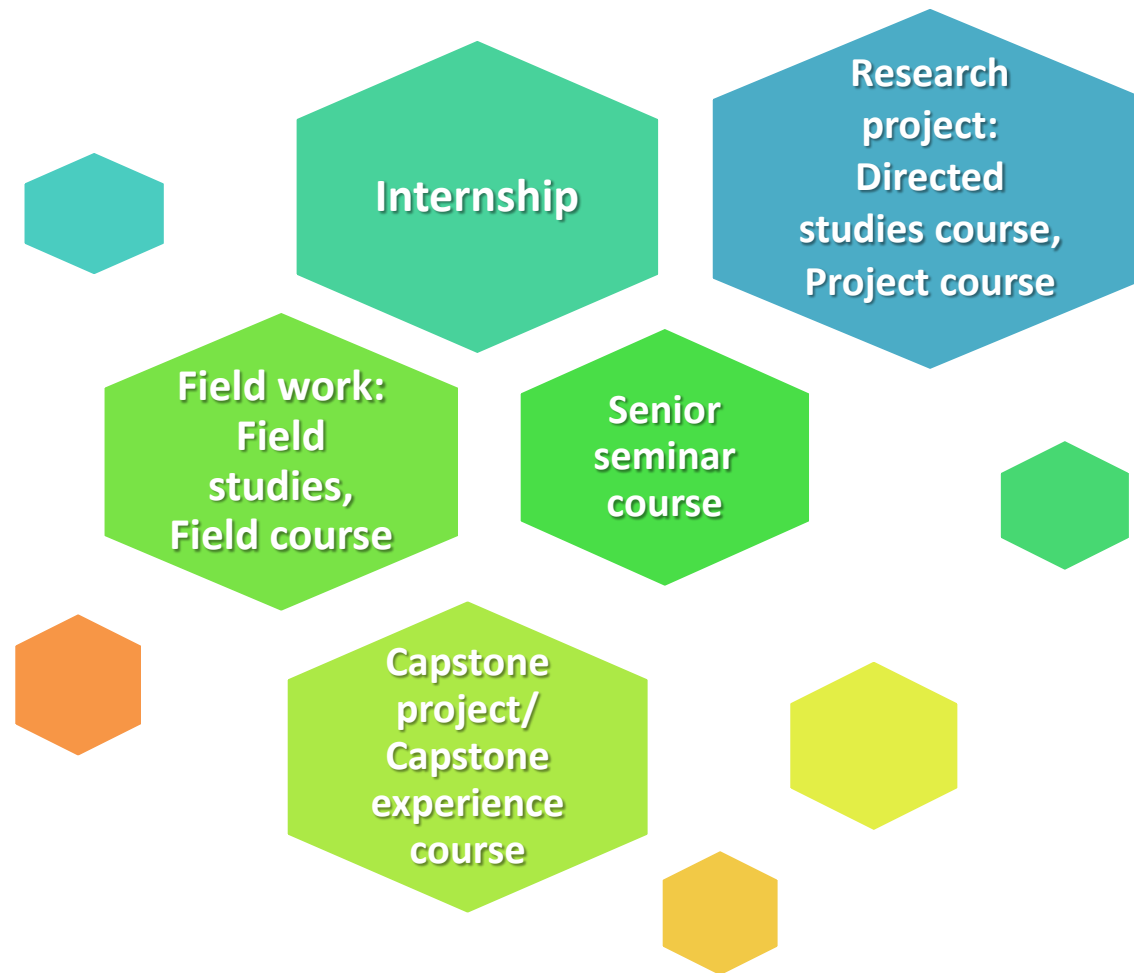 Internship
Research
project:
Directed
studies course,
Project course
Field work:
Field
studies,
Field course
Senior
seminar
course
Capstone
project/
Capstone
experience
course